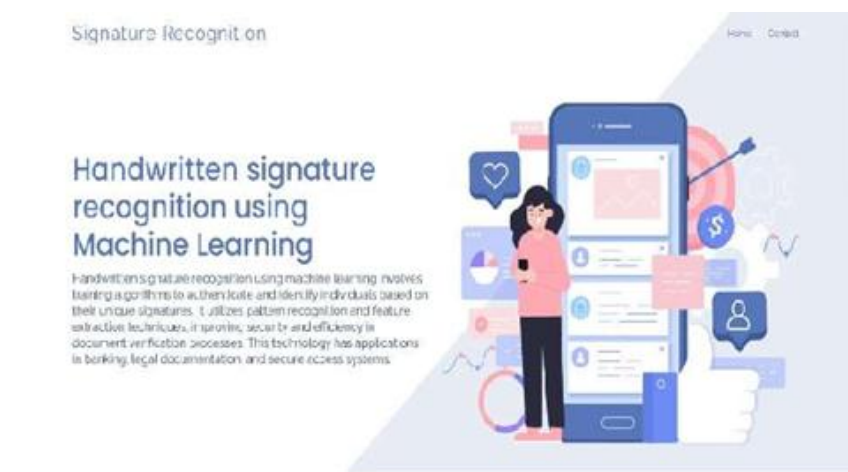 Signature Recognition
Home Contact
Handwritten signature
recognition using
Machine Learning
Handwritten signature recognition using machine learning involves
training algorithms to authenticate and identify individuals based on
their unique signatures. It utilizes pattern recognition and feature
extraction techniques, improving security and efficiency in
document verification processes. This technology has applications
in banking, legal documentation, and secure access systems.
$